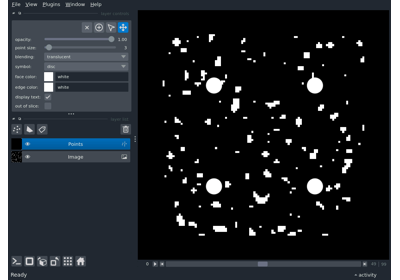 File View Plugins Window Help
opacity: 1.00
point size: 3
blending: translucent
symbol: disc
face color: white
edge color: white
display text: ✓
out of slice:
Points
Image
0
Ready
activity